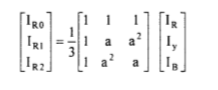 [I_R0] = 1/3 [1 1 1] [I_R]
[I_R1] [1 a a²] [I_y]
[I_R2] [1 a² a] [I_B]